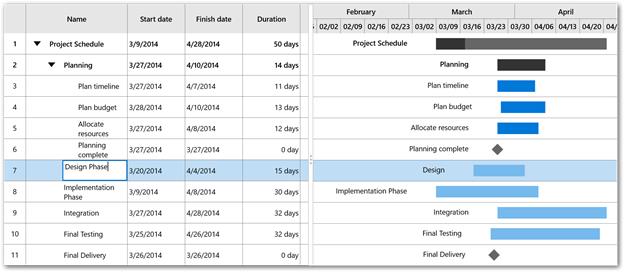 Name Start date Finish date Duration
February March April
02/02 02/09 02/16 02/23 03/02 03/09 03/16 03/23 03/30 04/06 04/13 04/20
1 Project Schedule 3/9/2014 4/28/2014 50 days Project Schedule
2 Planning 3/27/2014 4/10/2014 14 days Planning
3 Plan timeline 3/27/2014 4/7/2014 11 days Plan timeline
4 Plan budget 3/28/2014 4/10/2014 13 days Plan budget
5 Allocate resources 3/27/2014 4/8/2014 12 days Allocate resources
6 Planning complete 3/27/2014 3/27/2014 0 day Planning complete
7 Design Phase 3/20/2014 4/4/2014 15 days Design
8 Implementation Phase 3/9/2014 4/8/2014 30 days Implementation Phase
9 Integration 3/27/2014 4/28/2014 32 days Integration
10 Final Testing 3/25/2014 4/26/2014 32 days Final Testing
11 Final Delivery 3/26/2014 3/26/2014 0 day Final Delivery